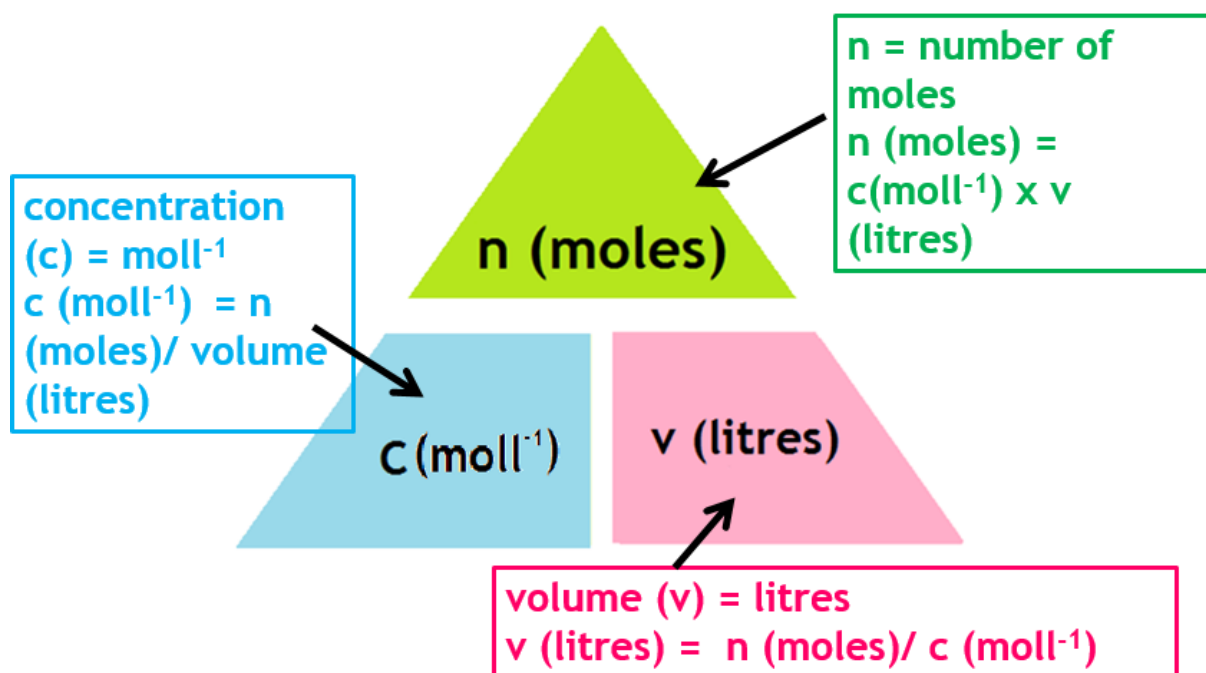 n = number of
moles
n (moles) =
c(moll⁻¹) x v
(litres)
concentration
(c) = moll⁻¹
c (moll⁻¹) = n
(moles)/ volume
(litres)
n (moles)
c (moll⁻¹)
v (litres)
volume (v) = litres
v (litres) = n (moles)/ c (moll⁻¹)